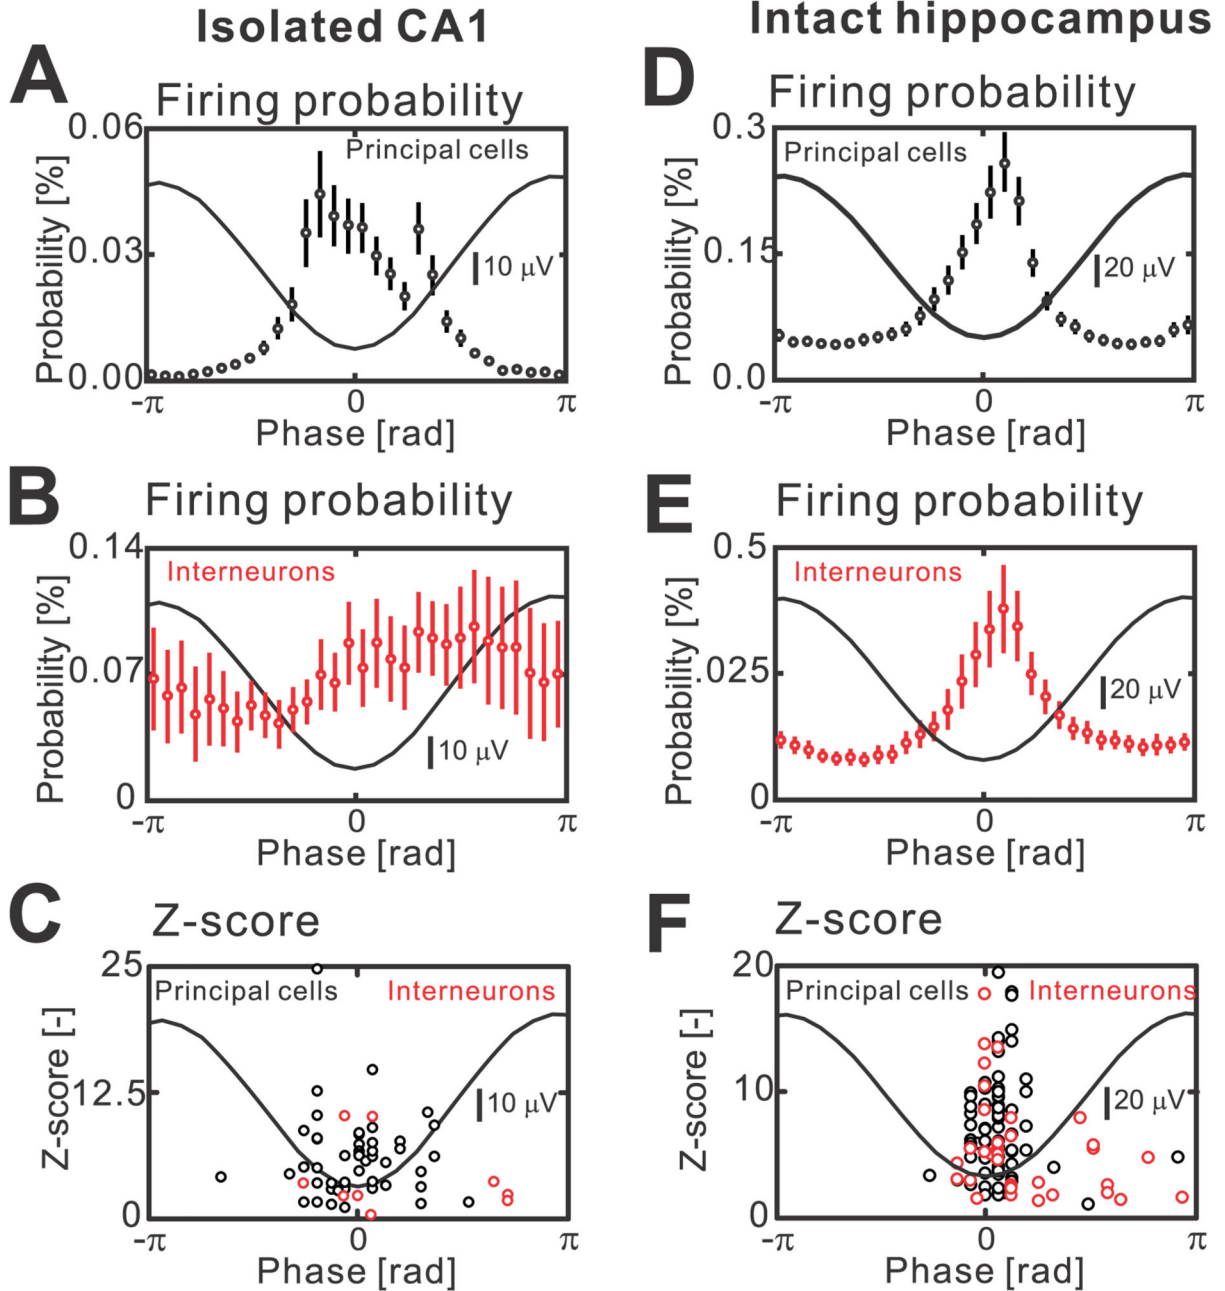 Isolated CA1
A
Firing probability
0.06
Principal cells
Probability [%]
0.03
10 μV
0.00
-π
0
π
Phase [rad]
B
Firing probability
0.14
Interneurons
Probability [%]
0.07
10 μV
0
-π
0
π
Phase [rad]
C
Z-score
25
Principal cells
Interneurons
Z-score [-]
12.5
10 μV
0
-π
0
π
Phase [rad]
Intact hippocampus
D
Firing probability
0.3
Principal cells
Probability [%]
0.15
20 μV
0.0
-π
0
π
Phase [rad]
E
Firing probability
0.5
Interneurons
Probability [%]
.025
20 μV
0
-π
0
π
Phase [rad]
F
Z-score
20
Principal cells
Interneurons
Z-score [-]
10
20 μV
0
-π
0
π
Phase [rad]